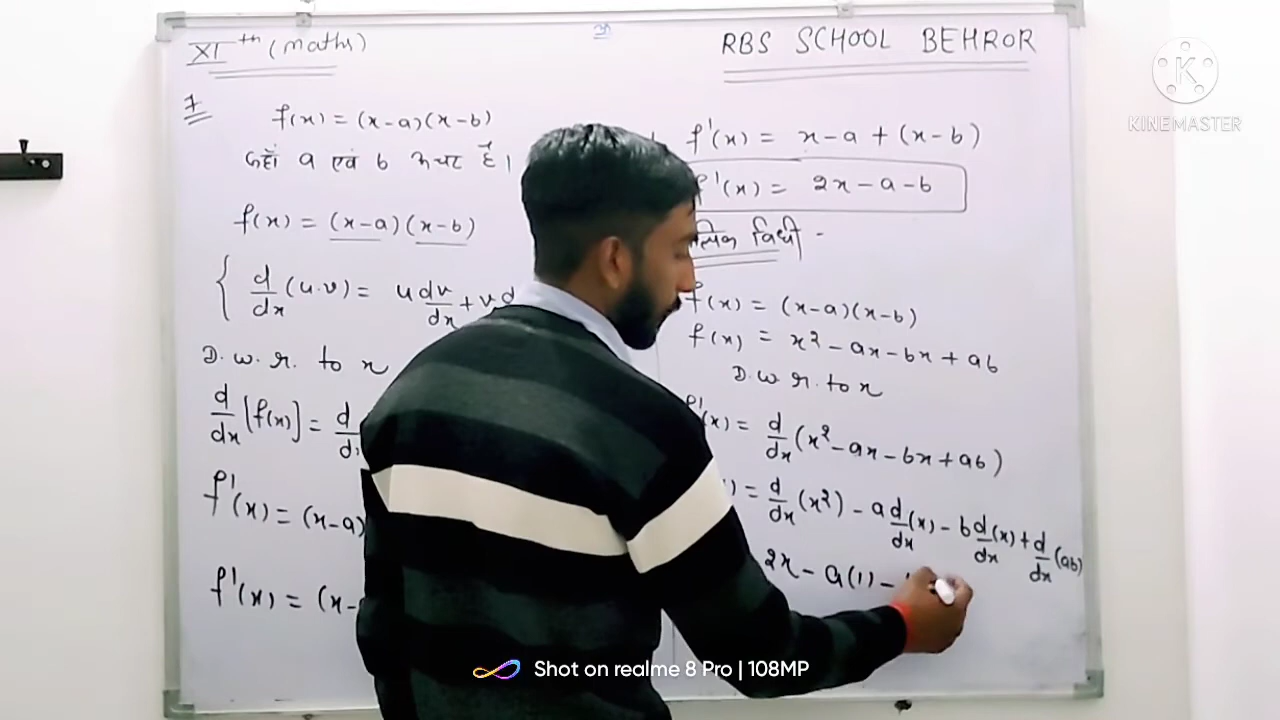 XI th (maths)
RBS SCHOOL BEHROR
KINEMASTER
1
f(x) = (x-a)(x-b)
जहाँ a एवं b अचर है।
f(x) = (x-a)(x-b)
d/dx (u.v) = u dv/dx + v d
D. w. r. to x
d/dx [f(x)] = d
f'(x) = (x-a)
f'(x) = (x-
f'(x) = x-a + (x-b)
f'(x) = 2x-a-b
विधी -
f(x) = (x-a)(x-b)
f(x) = x² - ax - bx + ab
D. w r. to x
f'(x) = d/dx (x² - ax - bx + ab)
) = d/dx (x²) - a d/dx (x) - b d/dx (x) + d/dx (ab)
2x - a(1) -
Shot on realme 8 Pro | 108MP